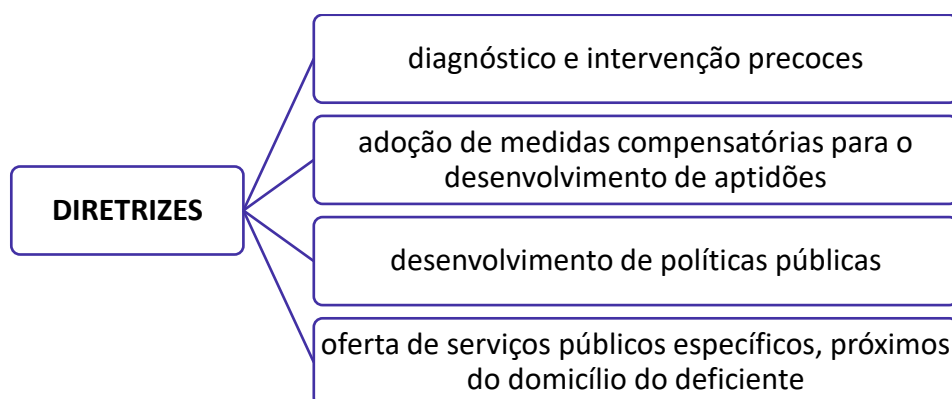 DIRETRIZES
diagnóstico e intervenção precoces
adoção de medidas compensatórias para o
desenvolvimento de aptidões
desenvolvimento de políticas públicas
oferta de serviços públicos específicos, próximos
do domicílio do deficiente